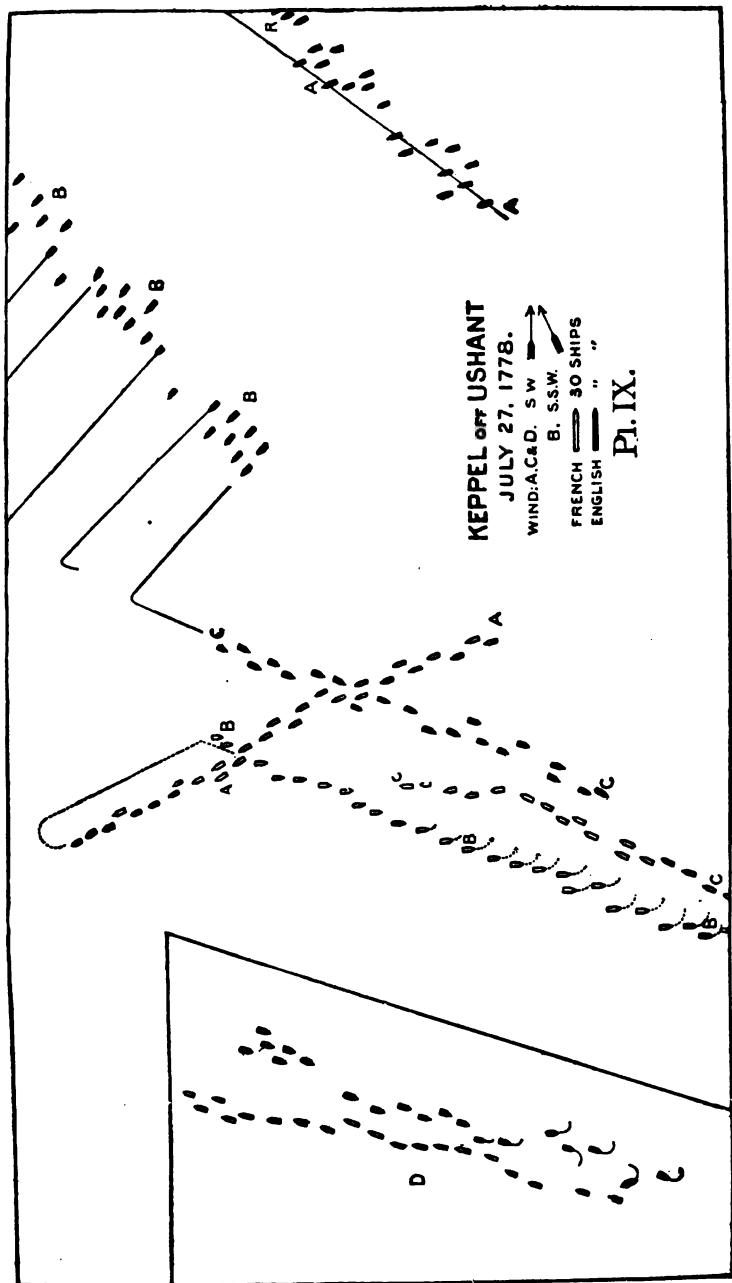 B
B
A
B
C
B
R
A
D
C
C
B
A
A
KEPPEL OFF USHANT
JULY 27. 1778.
WIND: A.C&D. S W
B. S.S.W.
FRENCH 30 SHIPS
ENGLISH " "
Pl. IX.
C
B
C